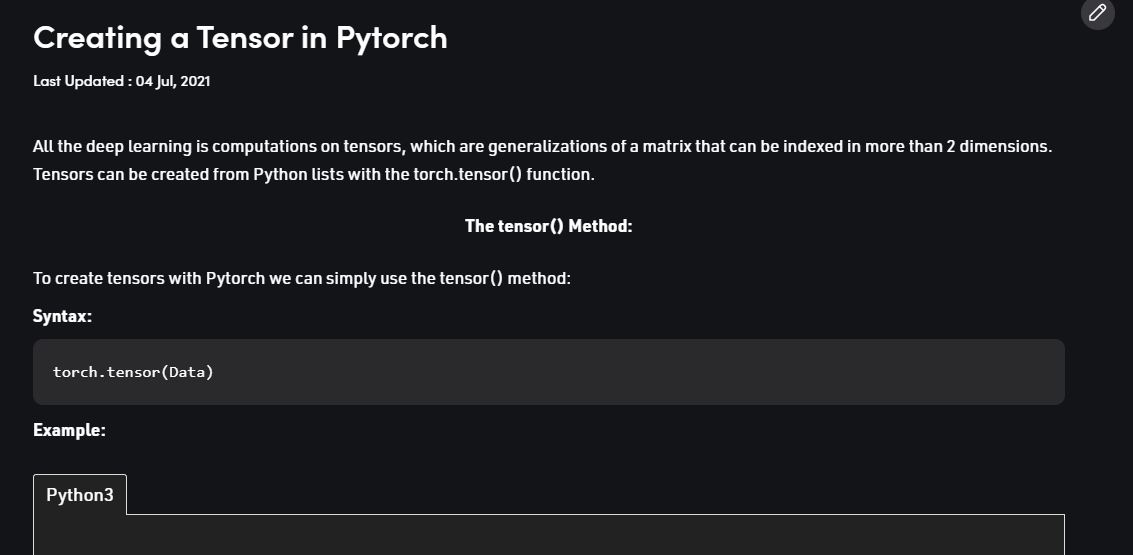 Creating a Tensor in Pytorch
Last Updated : 04 Jul, 2021
All the deep learning is computations on tensors, which are generalizations of a matrix that can be indexed in more than 2 dimensions.
Tensors can be created from Python lists with the torch.tensor() function.
The tensor() Method:
To create tensors with Pytorch we can simply use the tensor() method:
Syntax:
torch.tensor(Data)
Example:
Python3